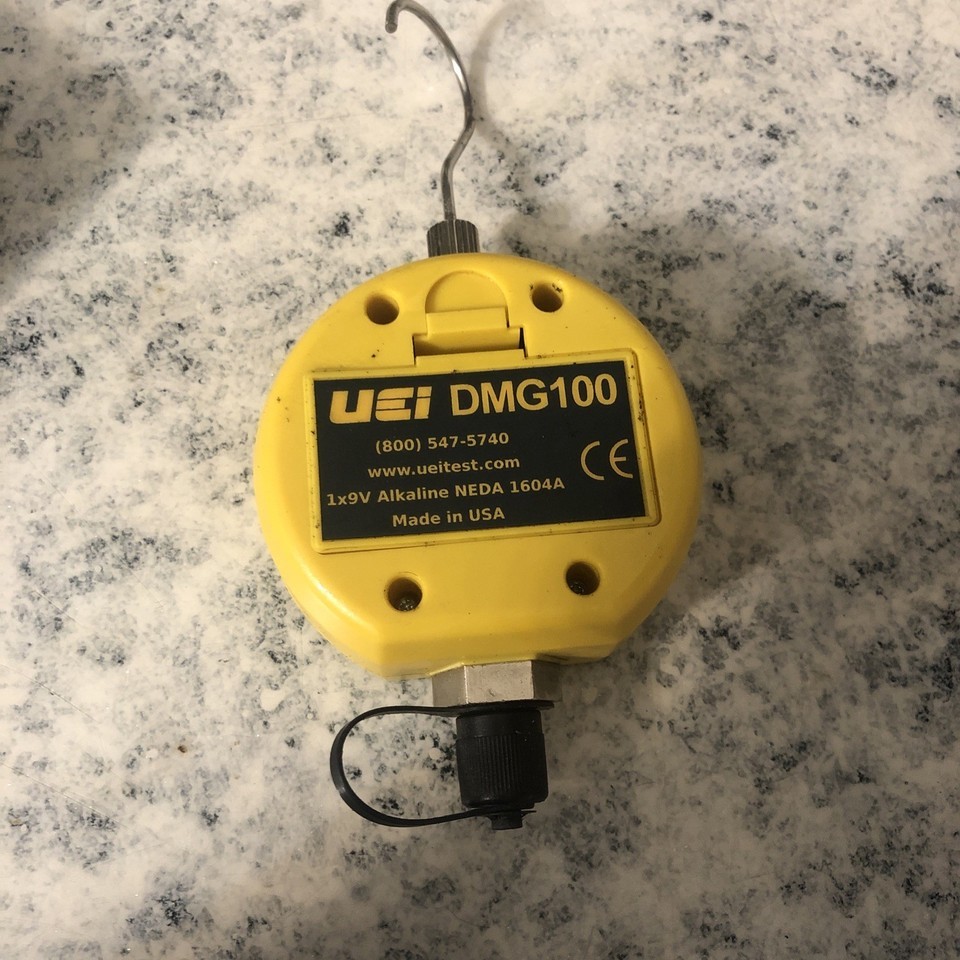 UEi DMG100
(800) 547-5740
www.ueitest.com
CE
1x9V Alkaline NEDA 1604A
Made in USA